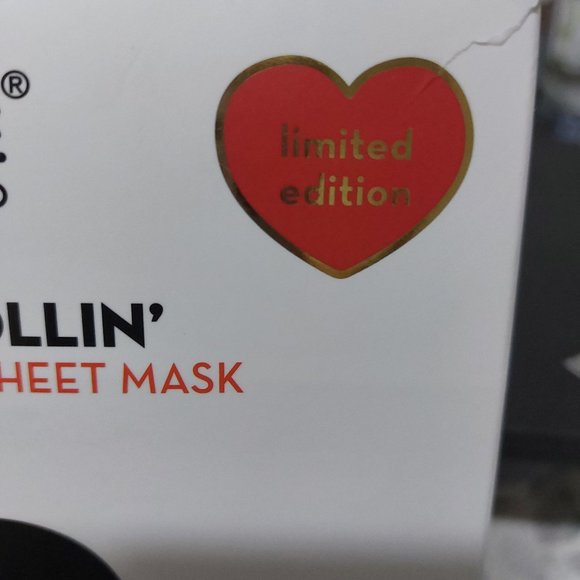 ®
limited
edition
OLLIN’
HEET MASK